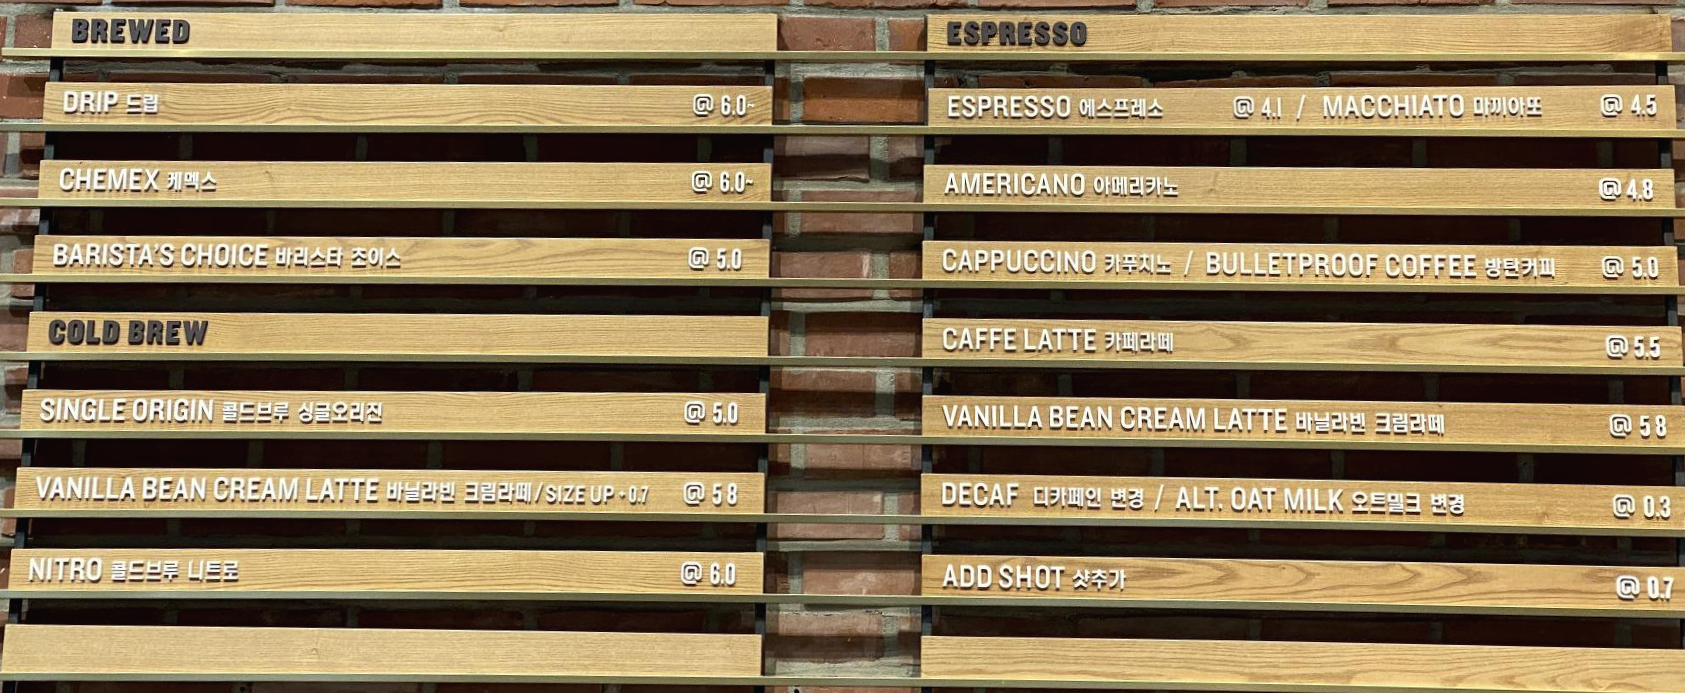 BREWED
DRIP 드립 @ 6.0~
CHEMEX 케멕스 @ 6.0~
BARISTA'S CHOICE 바리스타 초이스 @ 5.0
COLD BREW
SINGLE ORIGIN 콜드브루 싱글오리진 @ 5.0
VANILLA BEAN CREAM LATTE 바닐라빈 크림라떼 / SIZE UP + 0.7 @ 5 8
NITRO 콜드브루 니트로 @ 6.0
ESPRESSO
ESPRESSO 에스프레소 @ 4.1 / MACCHIATO 마끼아또 @ 4.5
AMERICANO 아메리카노 @ 4.8
CAPPUCCINO 카푸치노 / BULLETPROOF COFFEE 방탄커피 @ 5.0
CAFFE LATTE 카페라떼 @ 5.5
VANILLA BEAN CREAM LATTE 바닐라빈 크림라떼 @ 5 8
DECAF 디카페인 변경 / ALT. OAT MILK 오트밀크 변경 @ 0.3
ADD SHOT 샷추가 @ 0.7